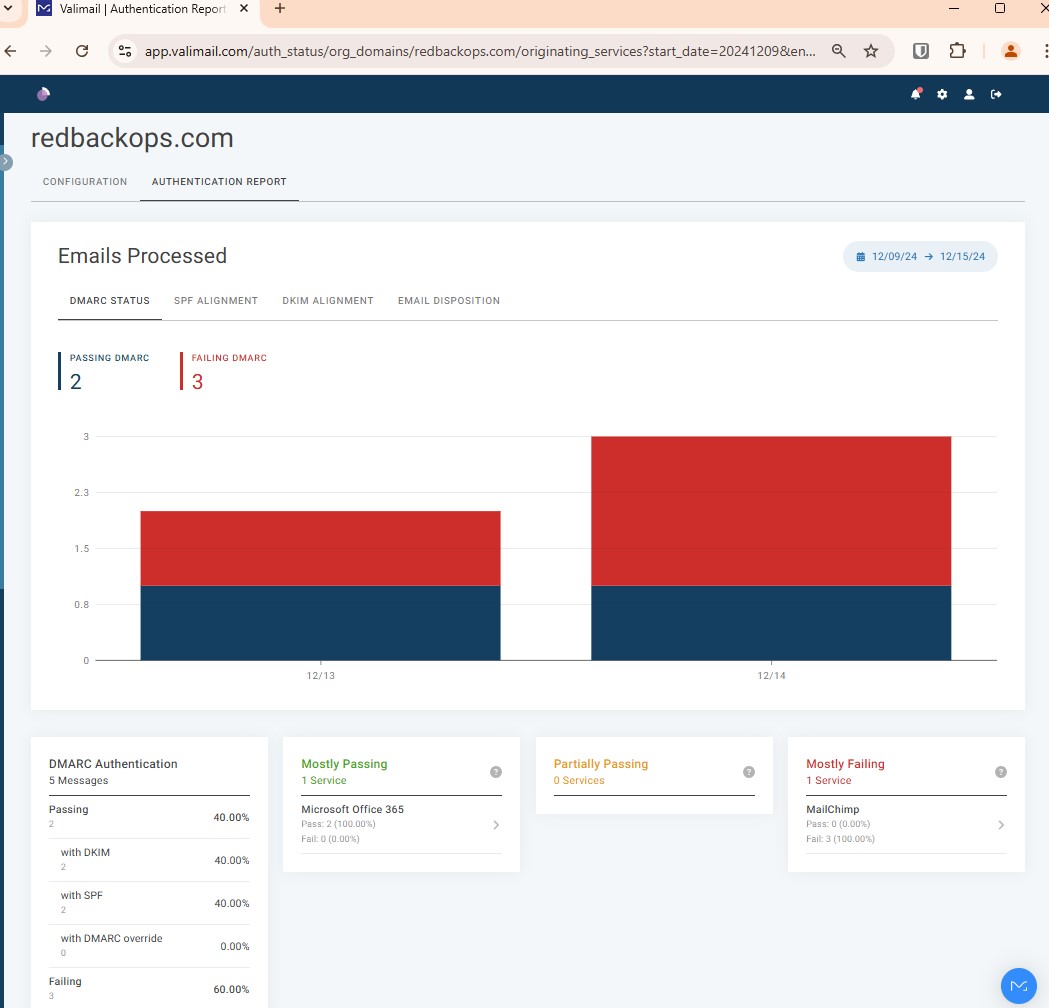 Valimail | Authentication Report
app.valimail.com/auth_status/org_domains/redbackops.com/originating_services?start_date=20241209&en...
redbackops.com
CONFIGURATION AUTHENTICATION REPORT
Emails Processed
12/09/24 → 12/15/24
DMARC STATUS SPF ALIGNMENT DKIM ALIGNMENT EMAIL DISPOSITION
PASSING DMARC
2
FAILING DMARC
3
3
2.3
1.5
0.8
0
12/13 12/14
DMARC Authentication
5 Messages
Passing
2
40.00%
with DKIM
2
40.00%
with SPF
2
40.00%
with DMARC override
0
0.00%
Failing
3
60.00%
Mostly Passing
1 Service
?
Microsoft Office 365
Pass: 2 (100.00%)
Fail: 0 (0.00%)
Partially Passing
0 Services
?
Mostly Failing
1 Service
?
MailChimp
Pass: 0 (0.00%)
Fail: 3 (100.00%)